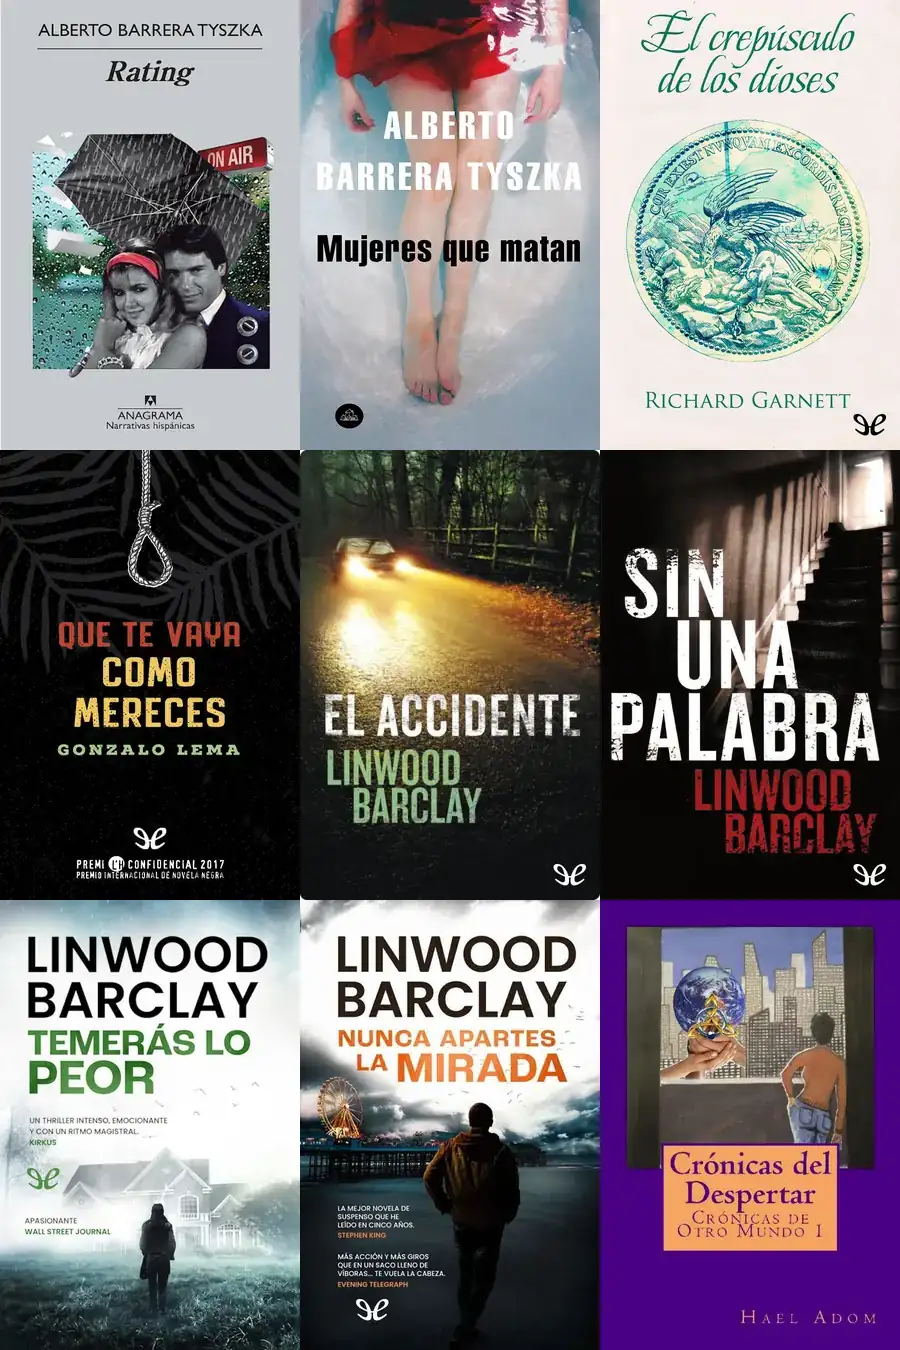 ALBERTO BARRERA TYSZKA
Rating
ON AIR
ANAGRAMA
Narrativas hispánicas
ALBERTO
BARRERA TYSZKA
Mujeres que matan
El crepúsculo
de los dioses
RICHARD GARNETT
QUE TE VAYA
COMO
MERECES
GONZALO LEMA
PREMI L'H CONFIDENCIAL 2017
PREMIO INTERNACIONAL DE NOVELA NEGRA
EL ACCIDENTE
LINWOOD
BARCLAY
SIN
UNA
PALABRA
LINWOOD
BARCLAY
LINWOOD
BARCLAY
TEMERÁS LO
PEOR
UN THRILLER INTENSO, EMOCIONANTE
Y CON UN RITMO MAGISTRAL.
KIRKUS
APASIONANTE
WALL STREET JOURNAL
LINWOOD
BARCLAY
NUNCA APARTES
LA MIRADA
LA MEJOR NOVELA DE
SUSPENSO QUE HE
LEÍDO EN CINCO AÑOS.
STEPHEN KING
MÁS ACCIÓN Y MÁS GIROS
QUE EN UN SACO LLENO DE
VÍBORAS... TE VUELA LA CABEZA.
EVENING TELEGRAPH
Crónicas del
Despertar
CRÓNICAS DE
OTRO MUNDO 1
HAEL ADOM